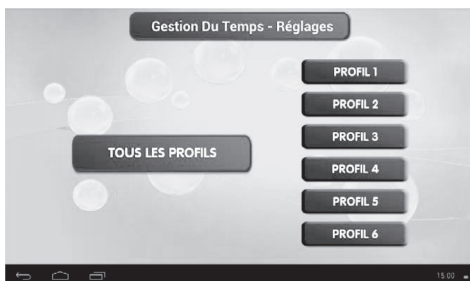 Gestion Du Temps - Réglages
TOUS LES PROFILS
PROFIL 1
PROFIL 2
PROFIL 3
PROFIL 4
PROFIL 5
PROFIL 6
15:00